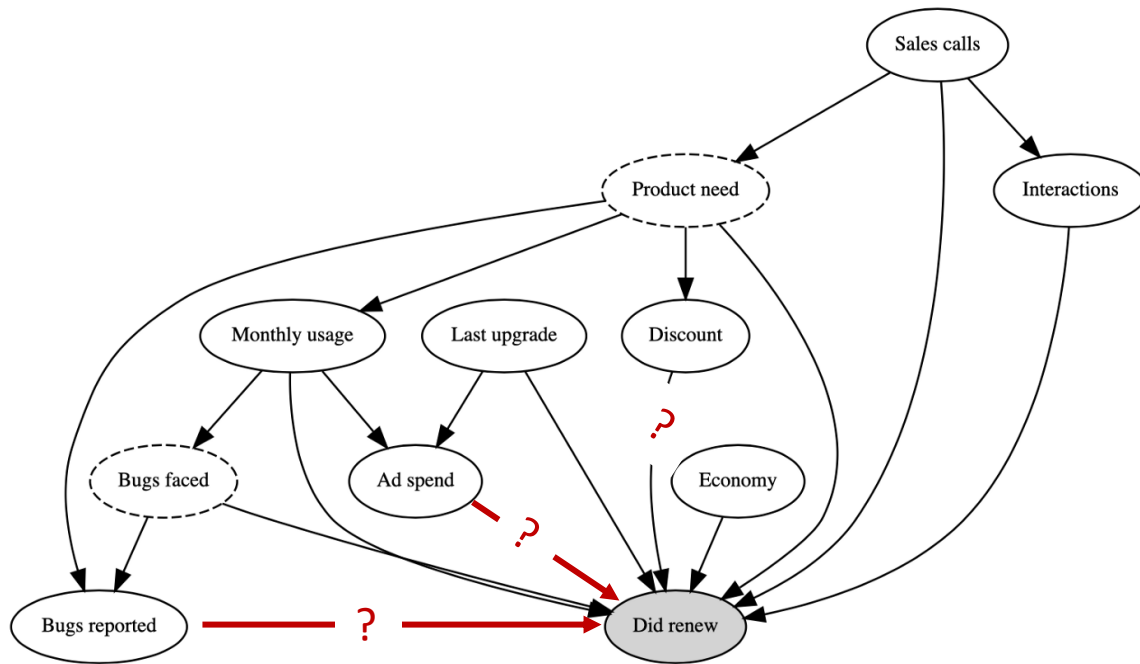 Sales calls
Product need
Interactions
Monthly usage
Last upgrade
Discount
?
Bugs faced
Ad spend
Economy
?
Bugs reported
?
Did renew